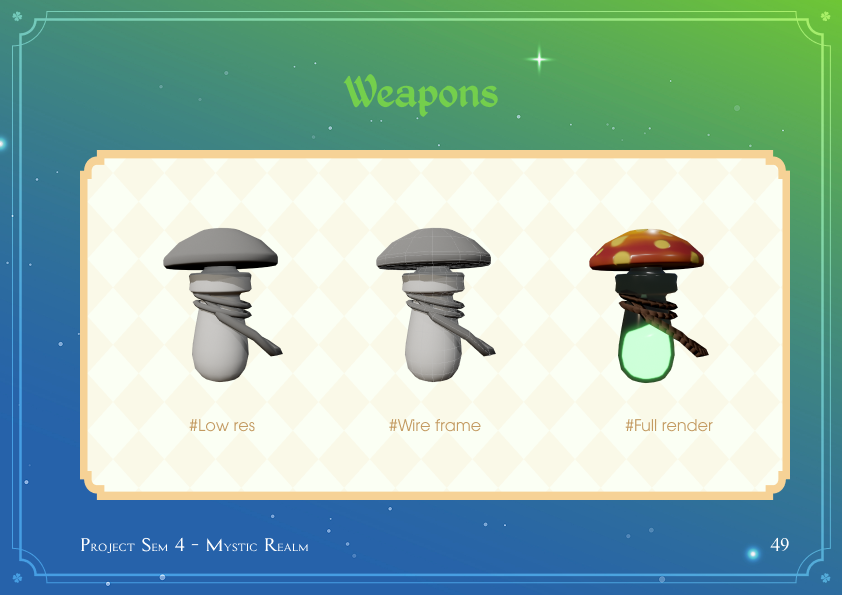 Weapons
#Low res
#Wire frame
#Full render
Project Sem 4 - Mystic Realm
49